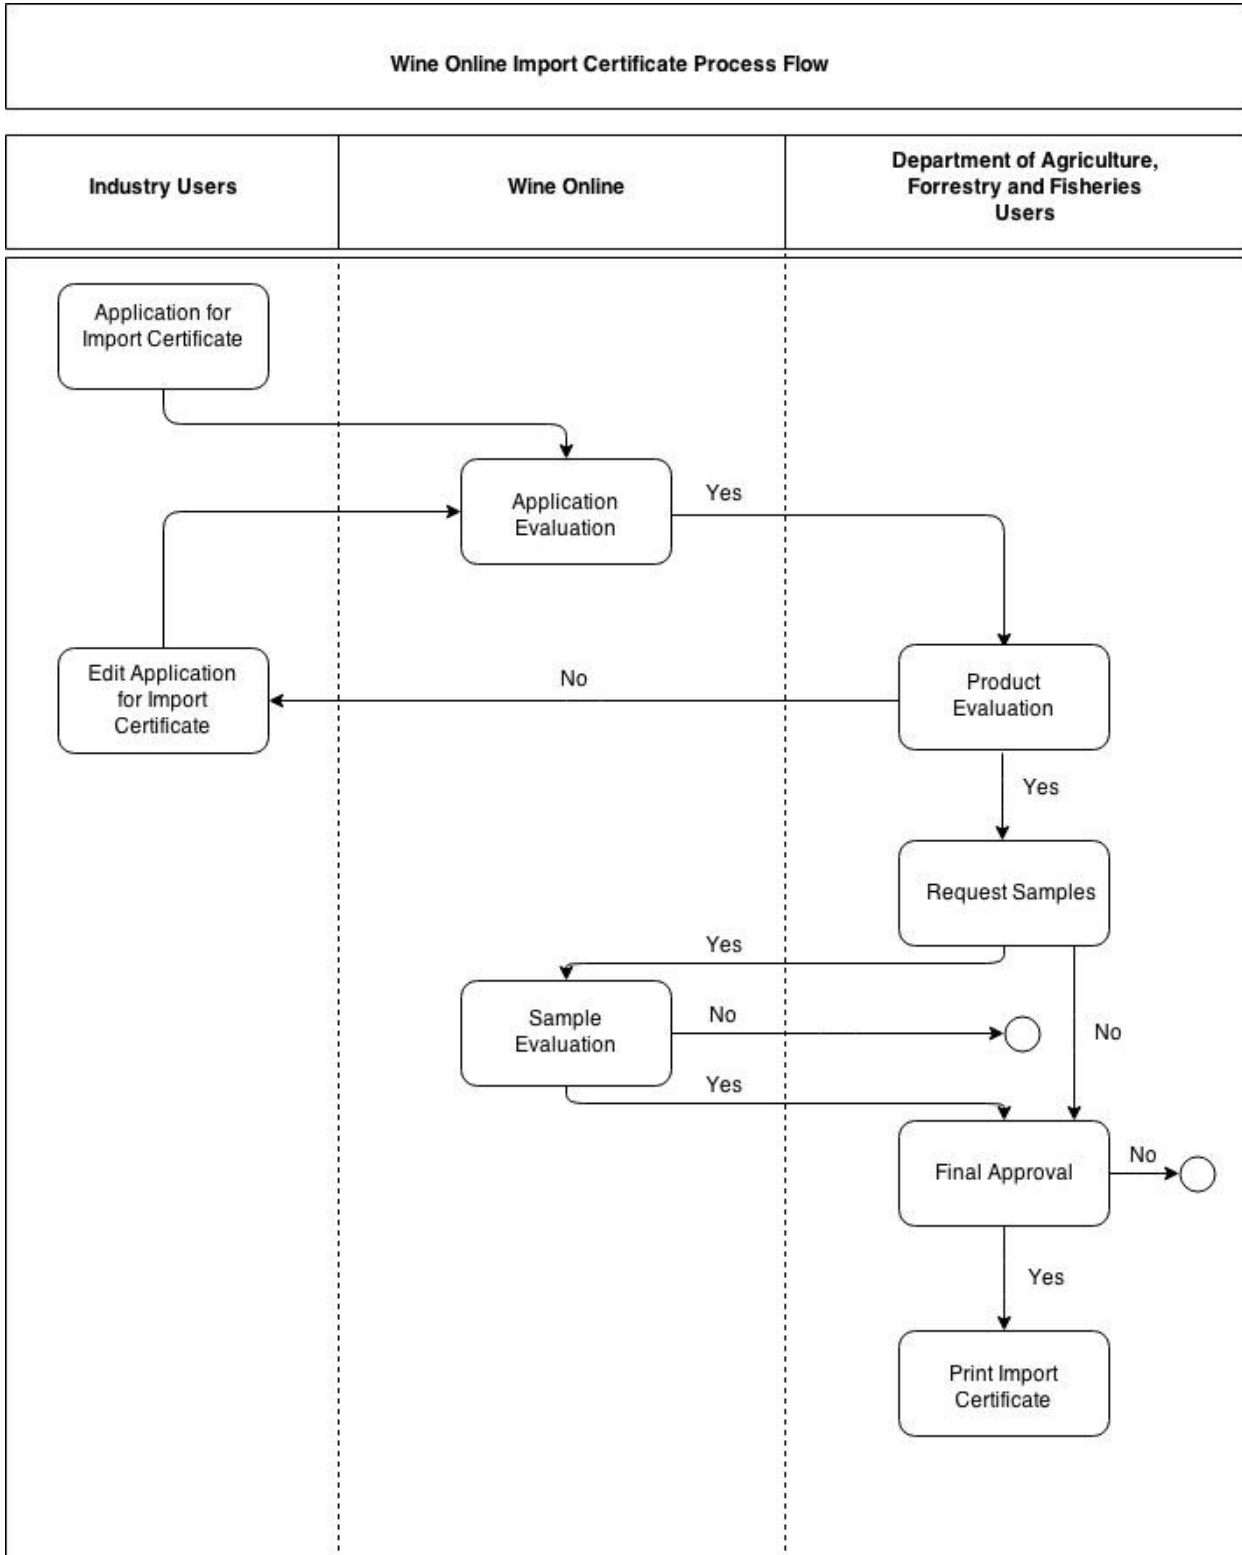 Wine Online Import Certificate Process Flow
Industry Users
Wine Online
Department of Agriculture,
Forrestry and Fisheries
Users
Application for
Import Certificate
Application
Evaluation
Yes
Edit Application
for Import
Certificate
No
Product
Evaluation
Yes
Request Samples
Yes
Sample
Evaluation
No
No
Yes
Final Approval
No
Yes
Print Import
Certificate